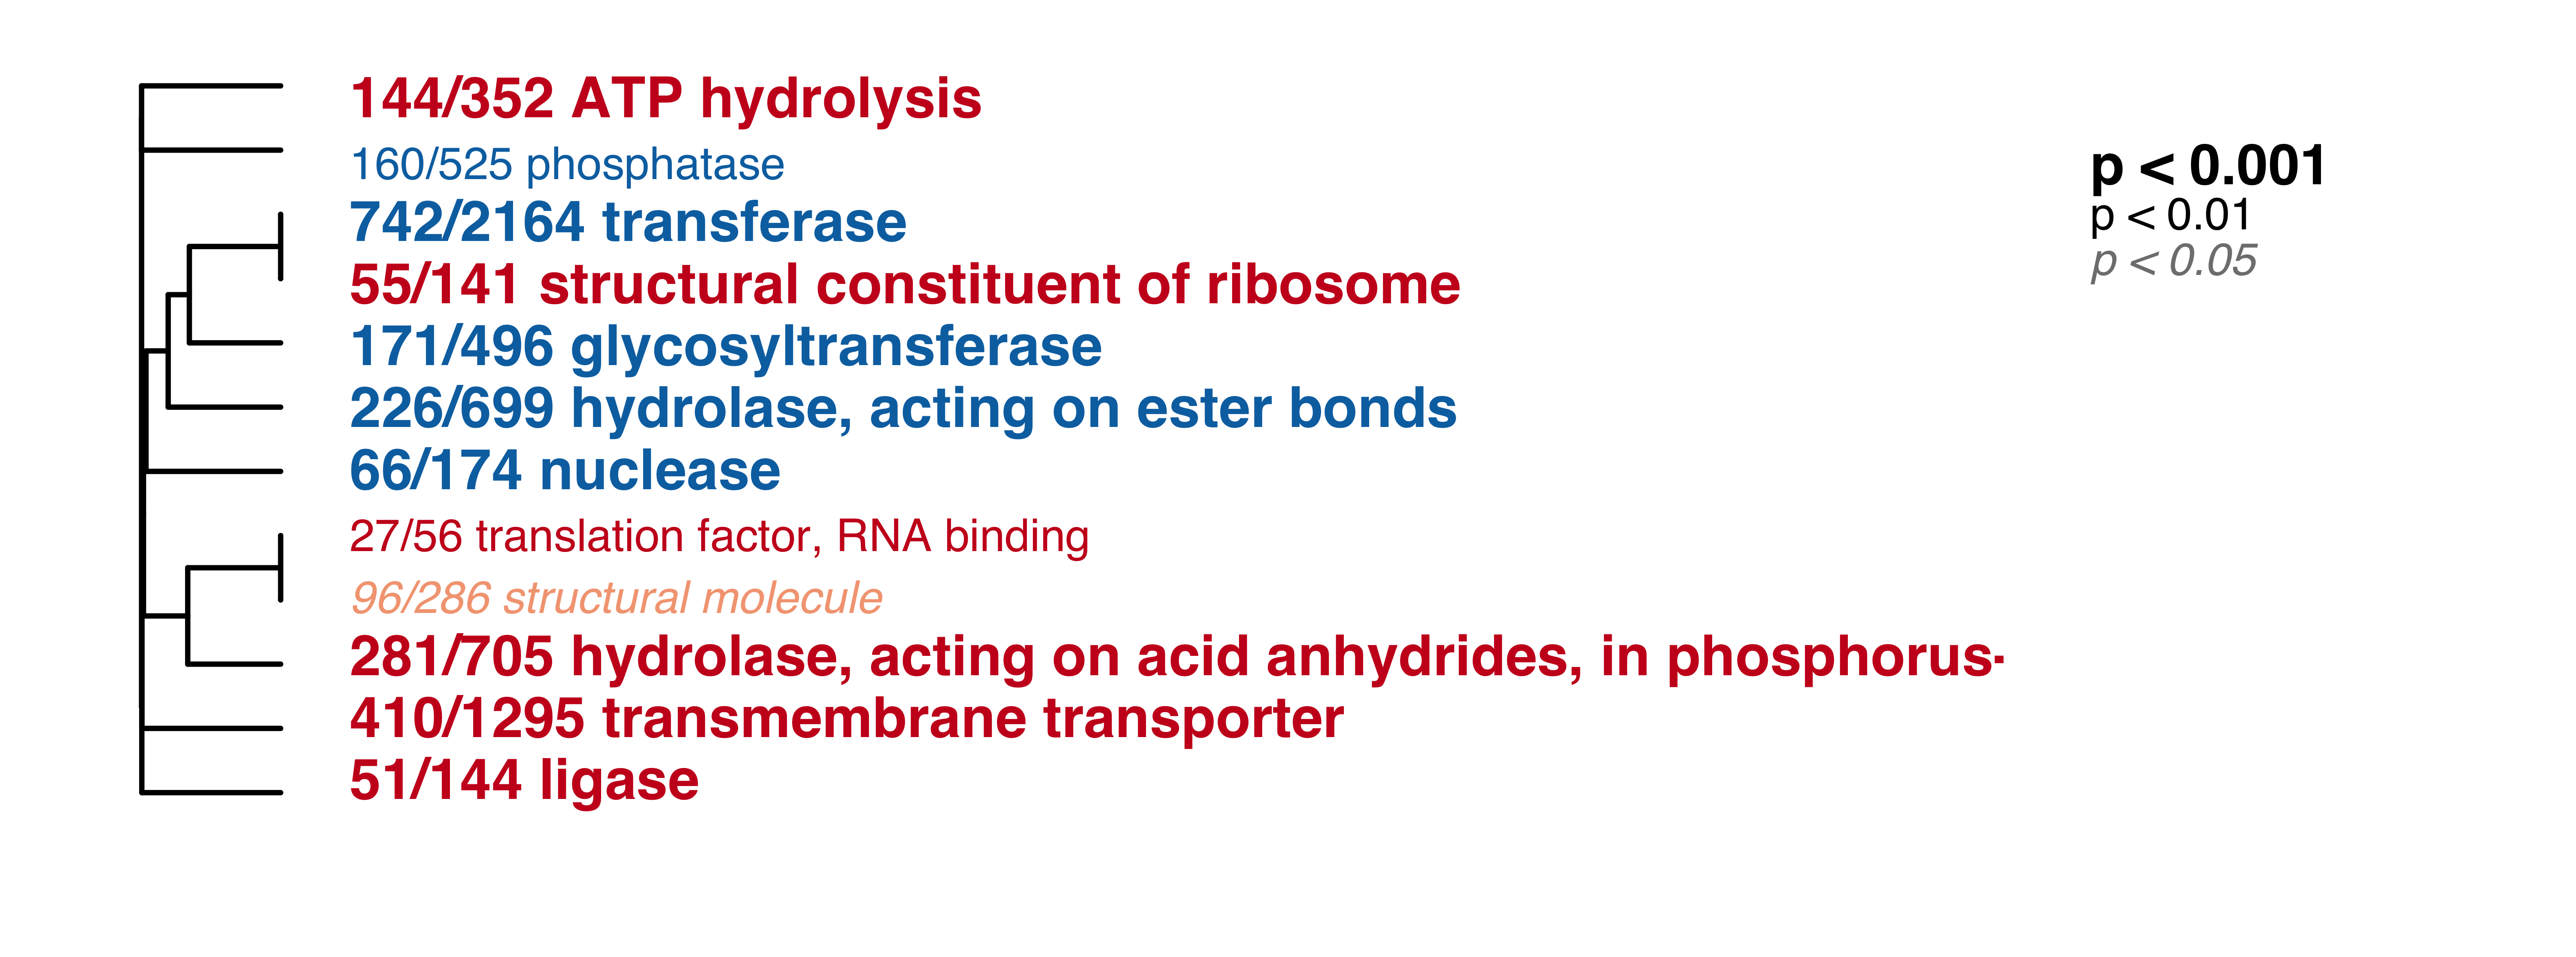 144/352 ATP hydrolysis
160/525 phosphatase
742/2164 transferase
55/141 structural constituent of ribosome
171/496 glycosyltransferase
226/699 hydrolase, acting on ester bonds
66/174 nuclease
27/56 translation factor, RNA binding
96/286 structural molecule
281/705 hydrolase, acting on acid anhydrides, in phosphorus-
410/1295 transmembrane transporter
51/144 ligase
p < 0.001
p < 0.01
p < 0.05